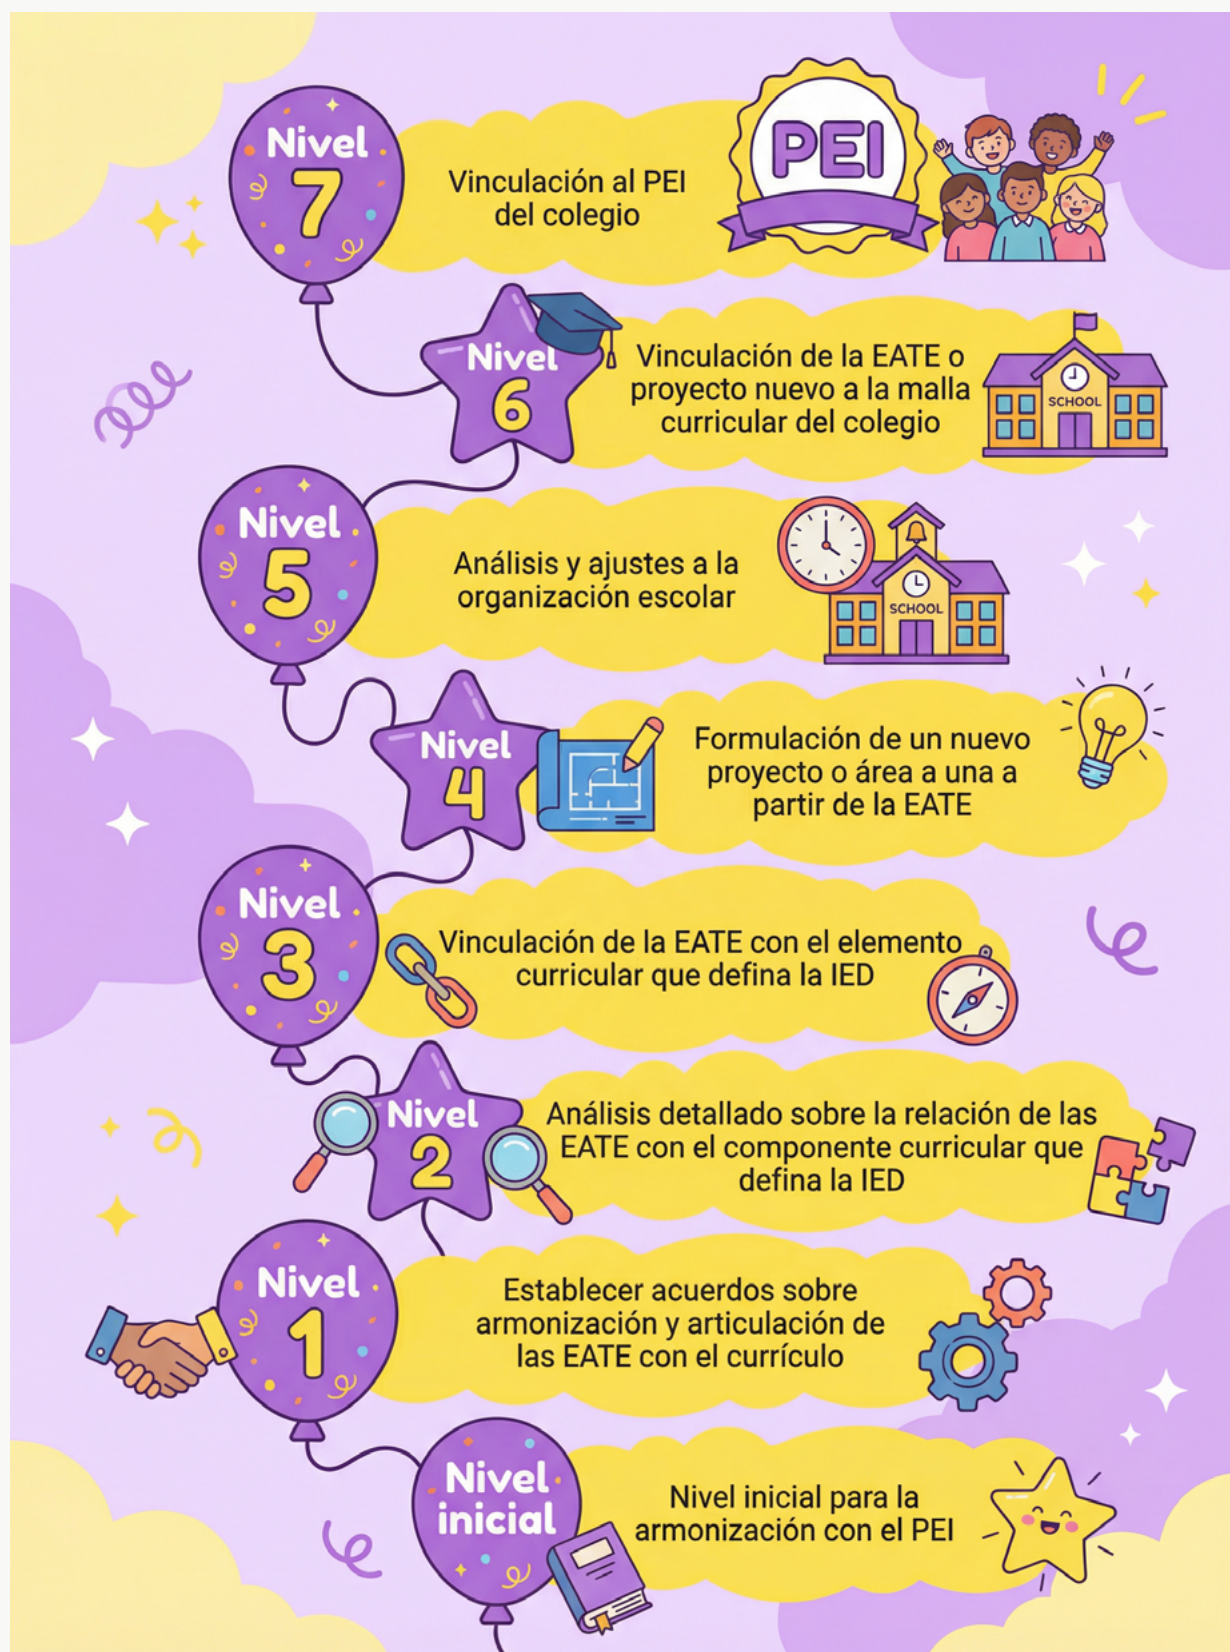 Nivel
7
Vinculación al PEI
del colegio
PEI
Nivel
6
Vinculación de la EATE o
proyecto nuevo a la malla
curricular del colegio
SCHOOL
Nivel
5
Análisis y ajustes a la
organización escolar
SCHOOL
Nivel
4
Formulación de un nuevo
proyecto o área a una a
partir de la EATE
Nivel
3
Vinculación de la EATE con el elemento
curricular que defina la IED
Nivel
2
Análisis detallado sobre la relación de las
EATE con el componente curricular que
defina la IED
Nivel
1
Establecer acuerdos sobre
armonización y articulación de
las EATE con el currículo
Nivel
inicial
Nivel inicial para la
armonización con el PEI